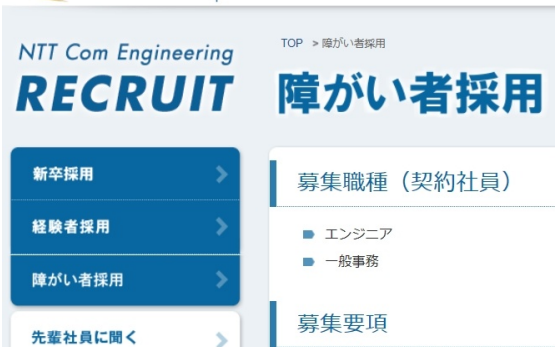 NTT Com Engineering
RECRUIT
TOP > 障がい者採用
障がい者採用
新卒採用
経験者採用
障がい者採用
先輩社員に聞く
募集職種（契約社員）
エンジニア
一般事務
募集要項